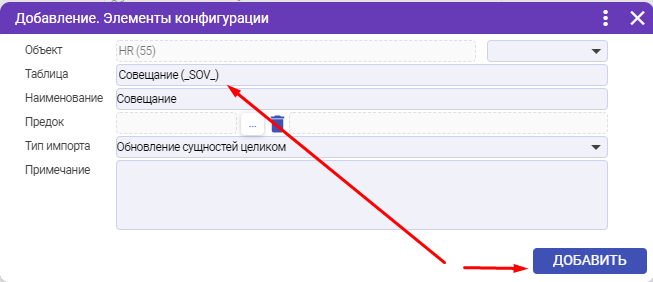 Добавление. Элементы конфигурации
Объект HR (55)
Таблица Совещание (_SOV_)
Наименование Совещание
Предок ...
Тип импорта Обновление сущностей целиком
Примечание
ДОБАВИТЬ